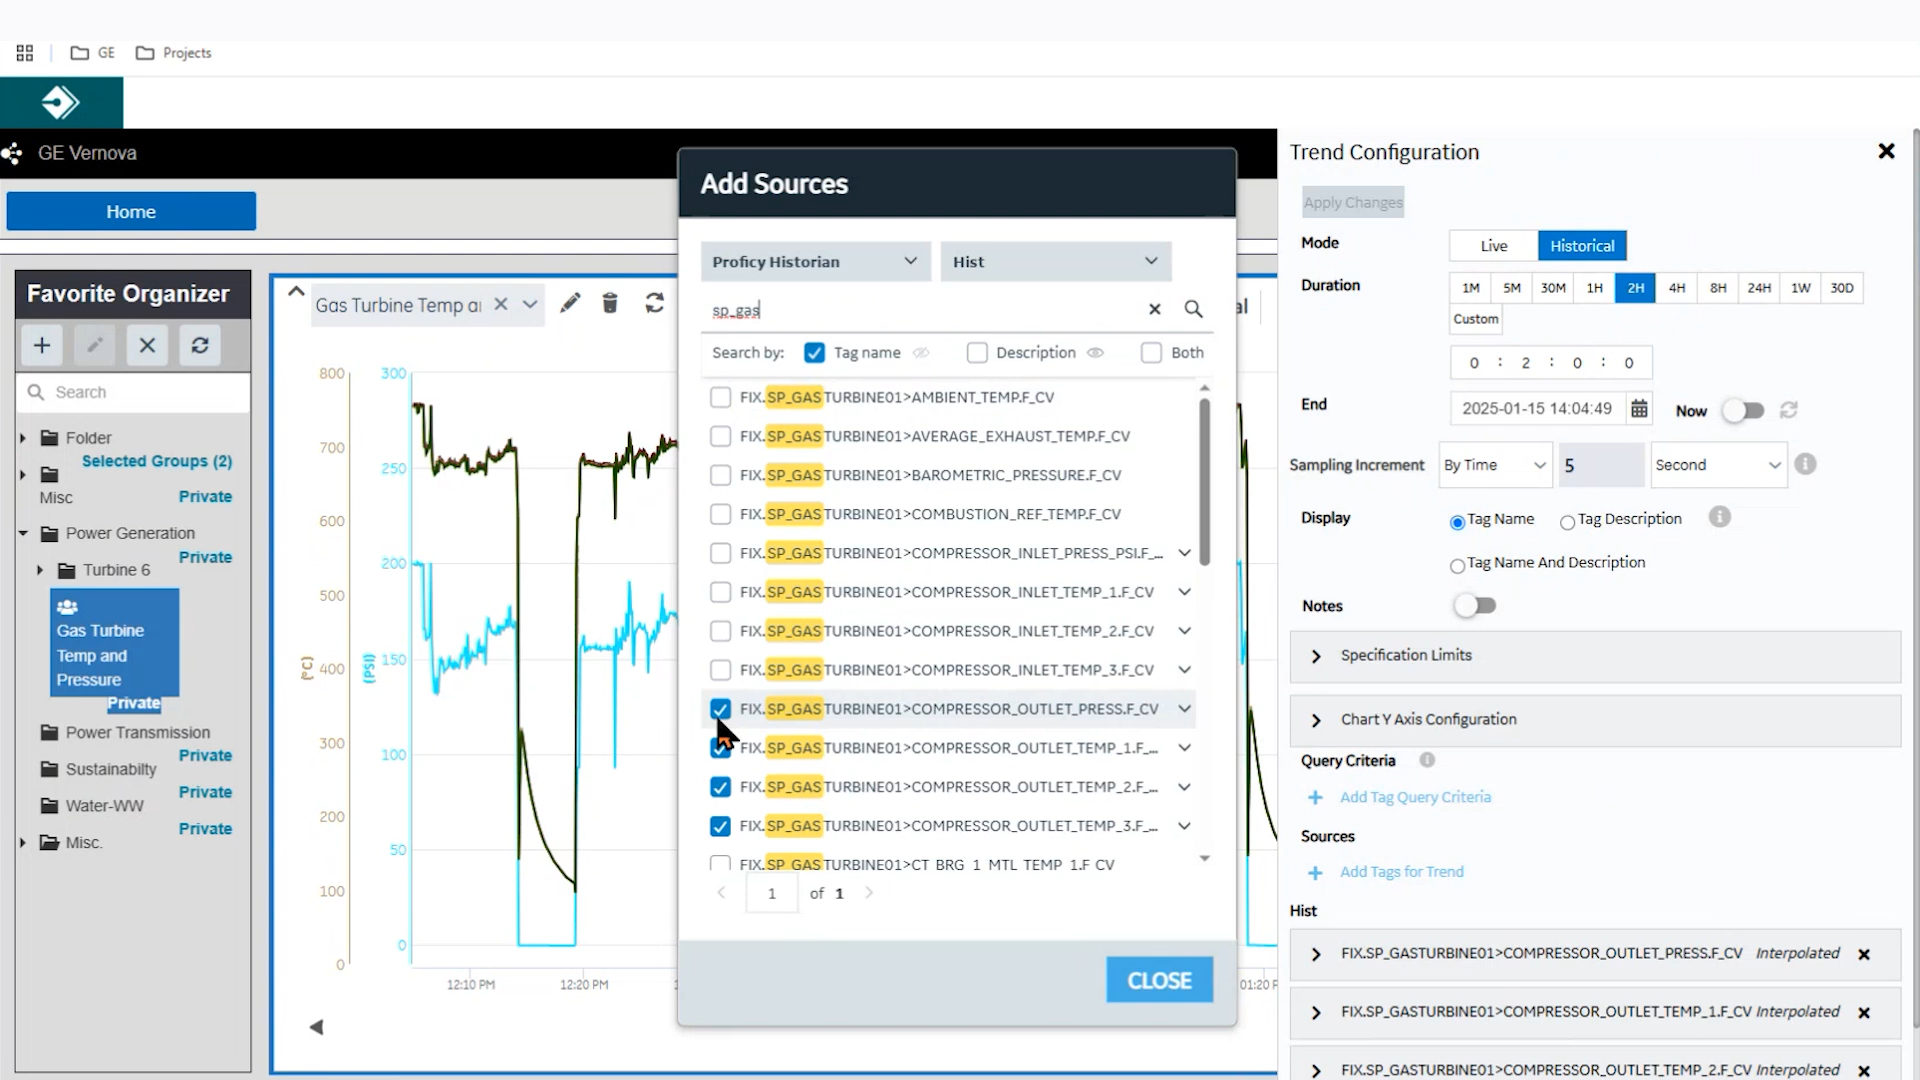 GE
Projects
GE Vernova
Home
Favorite Organizer
Search
Folder
Selected Groups (2)
Misc
Private
Power Generation
Private
Turbine 6
Gas Turbine
Temp and
Pressure
Private
Power Transmission
Private
Sustainabilty
Private
Water-WW
Private
Misc.
Gas Turbine Temp ar
800
700
600
500
400
300
200
100
0
(°C)
300
250
200
150
100
50
0
(PSI)
12:10 PM
12:20 PM
01:20 P
al
Add Sources
Proficy Historian
Hist
sp_gas
Search by:
Tag name
Description
Both
FIX.SP_GASTURBINE01>AMBIENT_TEMP.F_CV
FIX.SP_GASTURBINE01>AVERAGE_EXHAUST_TEMP.F_CV
FIX.SP_GASTURBINE01>BAROMETRIC_PRESSURE.F_CV
FIX.SP_GASTURBINE01>COMBUSTION_REF_TEMP.F_CV
FIX.SP_GASTURBINE01>COMPRESSOR_INLET_PRESS_PSI.F_...
FIX.SP_GASTURBINE01>COMPRESSOR_INLET_TEMP_1.F_CV
FIX.SP_GASTURBINE01>COMPRESSOR_INLET_TEMP_2.F_CV
FIX.SP_GASTURBINE01>COMPRESSOR_INLET_TEMP_3.F_CV
FIX.SP_GASTURBINE01>COMPRESSOR_OUTLET_PRESS.F_CV
FIX.SP_GASTURBINE01>COMPRESSOR_OUTLET_TEMP_1.F_...
FIX.SP_GASTURBINE01>COMPRESSOR_OUTLET_TEMP_2.F_...
FIX.SP_GASTURBINE01>COMPRESSOR_OUTLET_TEMP_3.F_...
FIX.SP_GASTURBINE01>CT_BRG_1_MTL_TEMP_1.F_CV
1 of 1
CLOSE
Trend Configuration
Apply Changes
Mode
Live
Historical
Duration
1M 5M 30M 1H 2H 4H 8H 24H 1W 30D
Custom
0 : 2 : 0 : 0
End
2025-01-15 14:04:49
Now
Sampling Increment
By Time
5
Second
Display
Tag Name
Tag Description
Tag Name And Description
Notes
Specification Limits
Chart Y Axis Configuration
Query Criteria
+ Add Tag Query Criteria
Sources
+ Add Tags for Trend
Hist
FIX.SP_GASTURBINE01>COMPRESSOR_OUTLET_PRESS.F_CV Interpolated
FIX.SP_GASTURBINE01>COMPRESSOR_OUTLET_TEMP_1.F_CV Interpolated
FIX.SP_GASTURBINE01>COMPRESSOR_OUTLET_TEMP_2.F_CV Interpolated